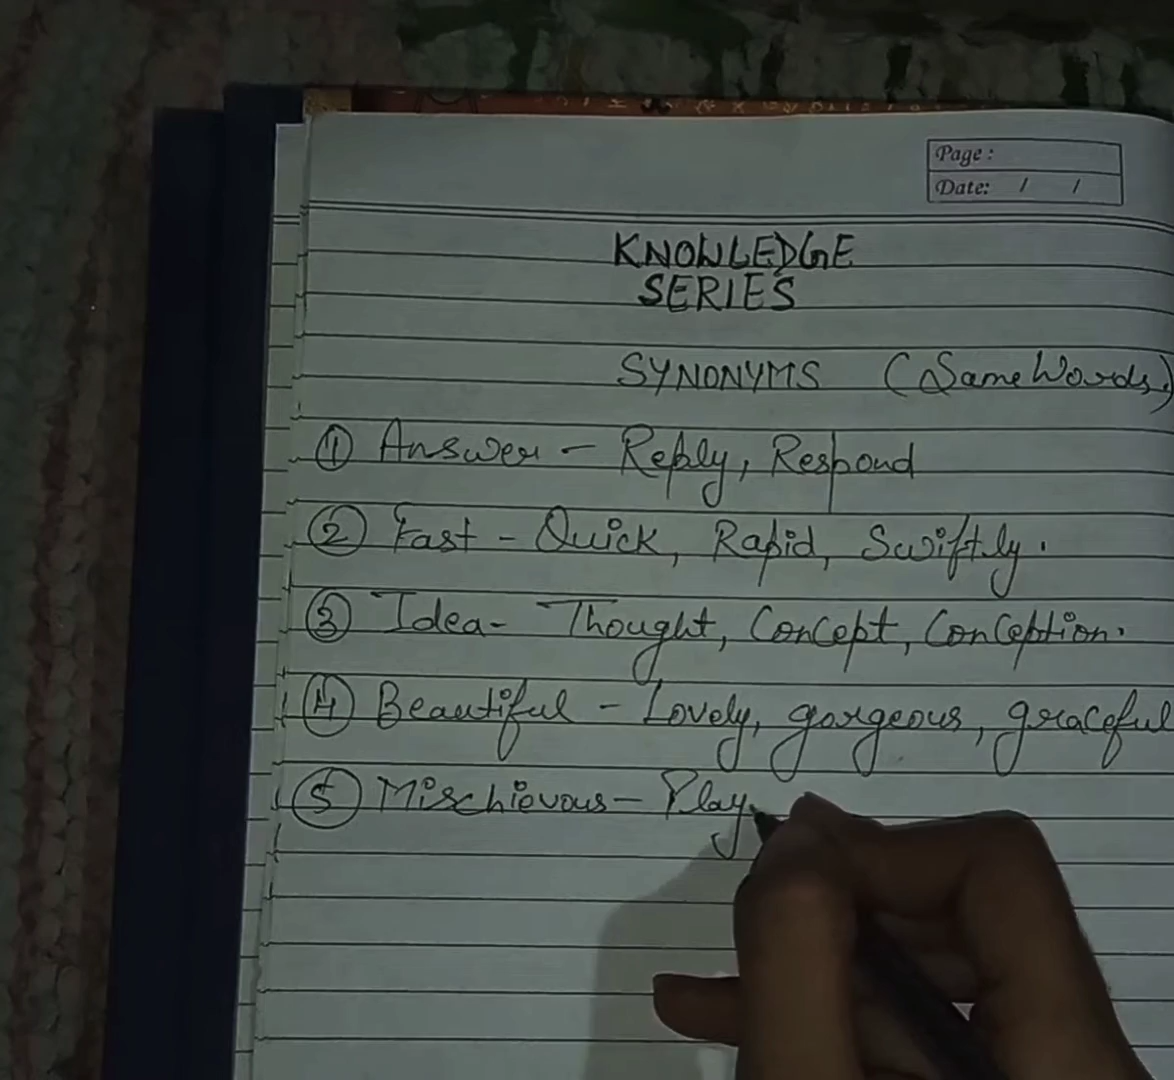 Page :
Date: / /
KNOWLEDGE
SERIES
SYNONYMS (Same Words)
① Answer - Reply, Respond
② Fast - Quick, Rapid, Swiftly.
③ Idea - Thought, Concept, Conception.
④ Beautiful - Lovely, gorgeous, graceful
⑤ Mischievous - Play